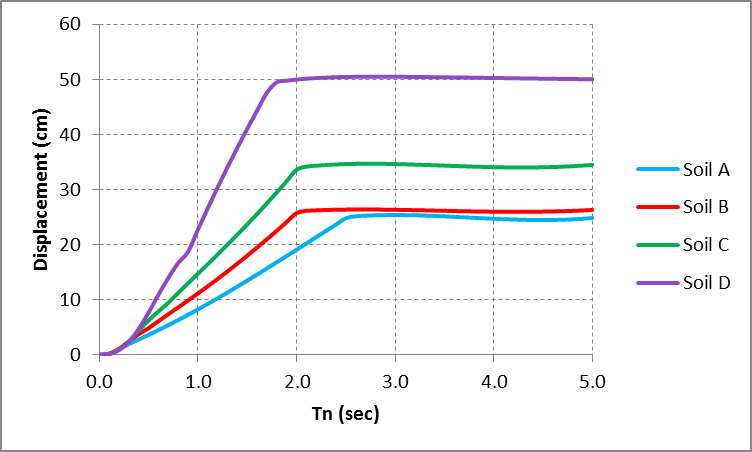 60
50
40
30
20
10
0
Displacement (cm)
0.0 1.0 2.0 3.0 4.0 5.0
Tn (sec)
Soil A
Soil B
Soil C
Soil D